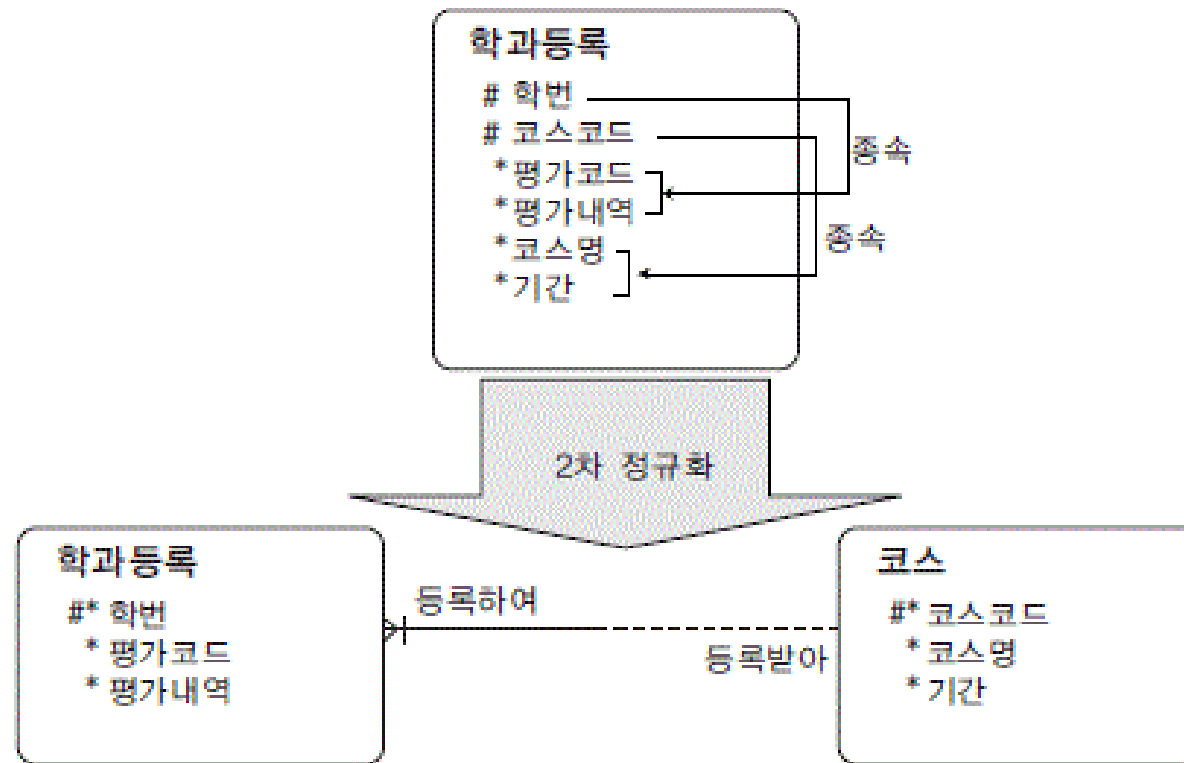 학과등록
# 학번
# 코스코드
* 평가코드
* 평가내역
* 코스명
* 기간
종속
종속
2차 정규화
학과등록
#* 학번
* 평가코드
* 평가내역
등록하여
등록받아
코스
#* 코스코드
* 코스명
* 기간